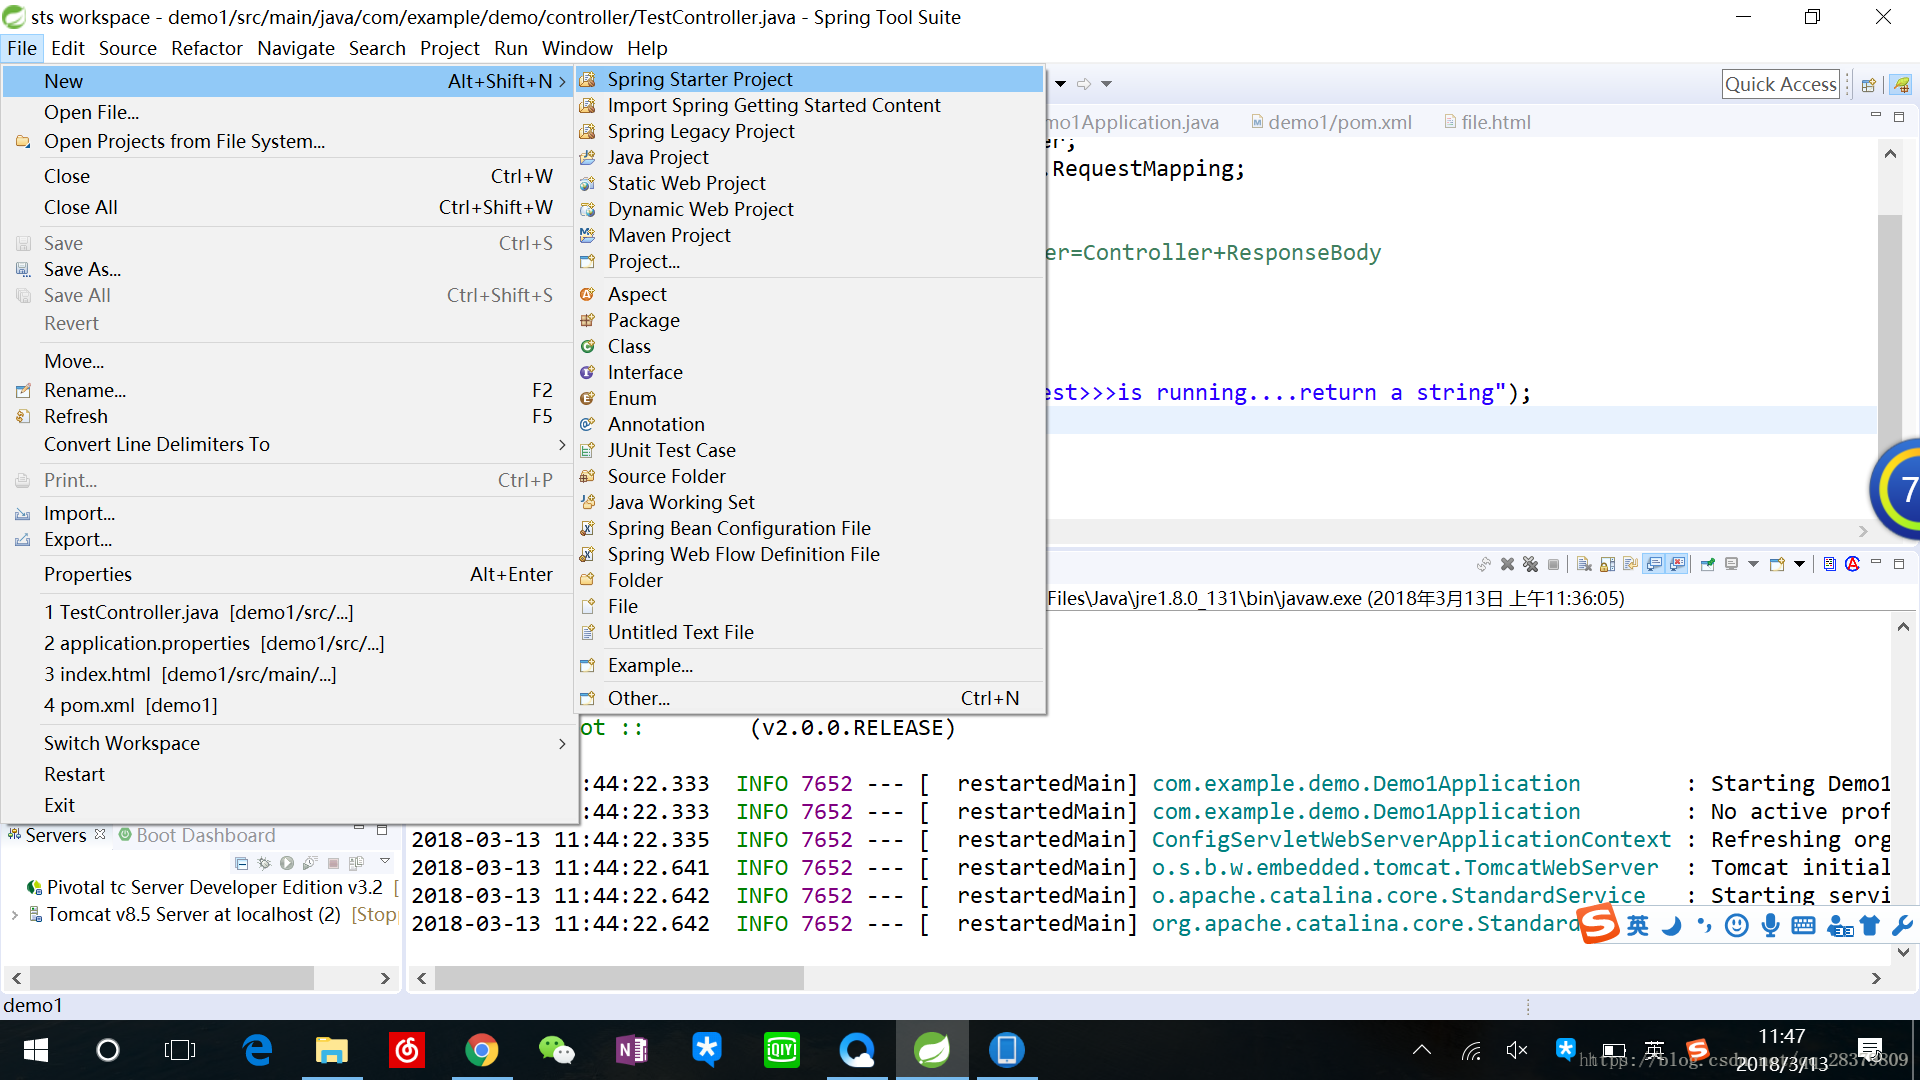 sts workspace - demo1/src/main/java/com/example/demo/controller/TestController.java - Spring Tool Suite
File Edit Source Refactor Navigate Search Project Run Window Help
New Alt+Shift+N
Open File...
Open Projects from File System...
Close Ctrl+W
Close All Ctrl+Shift+W
Save Ctrl+S
Save As...
Save All Ctrl+Shift+S
Revert
Move...
Rename... F2
Refresh F5
Convert Line Delimiters To
Print... Ctrl+P
Import...
Export...
Properties Alt+Enter
1 TestController.java [demo1/src/...]
2 application.properties [demo1/src/...]
3 index.html [demo1/src/main/...]
4 pom.xml [demo1]
Switch Workspace
Restart
Exit
Spring Starter Project
Import Spring Getting Started Content
Spring Legacy Project
Java Project
Static Web Project
Dynamic Web Project
Maven Project
Project...
Aspect
Package
Class
Interface
Enum
Annotation
JUnit Test Case
Source Folder
Java Working Set
Spring Bean Configuration File
Spring Web Flow Definition File
Folder
File
Untitled Text File
Example...
Other... Ctrl+N
Quick Access
mo1Application.java demo1/pom.xml file.html
er;
.RequestMapping;
er=Controller+ResponseBody
est>>>is running....return a string");
7
Files\Java\jre1.8.0_131\bin\javaw.exe (2018年3月13日 上午11:36:05)
ot :: (v2.0.0.RELEASE)
:44:22.333 INFO 7652 --- [ restartedMain] com.example.demo.Demo1Application : Starting Demo1
:44:22.333 INFO 7652 --- [ restartedMain] com.example.demo.Demo1Application : No active prof
2018-03-13 11:44:22.335 INFO 7652 --- [ restartedMain] ConfigServletWebServerApplicationContext : Refreshing org
2018-03-13 11:44:22.641 INFO 7652 --- [ restartedMain] o.s.b.w.embedded.tomcat.TomcatWebServer : Tomcat initial
2018-03-13 11:44:22.642 INFO 7652 --- [ restartedMain] o.apache.catalina.core.StandardService : Starting servi
2018-03-13 11:44:22.642 INFO 7652 --- [ restartedMain] org.apache.catalina.core.Standard
英
Servers Boot Dashboard
Pivotal tc Server Developer Edition v3.2 [
Tomcat v8.5 Server at localhost (2) [Stop
demo1
iQIYI
英
11:47
2018/3/13
https://blog.csdn.net/qq_28379809